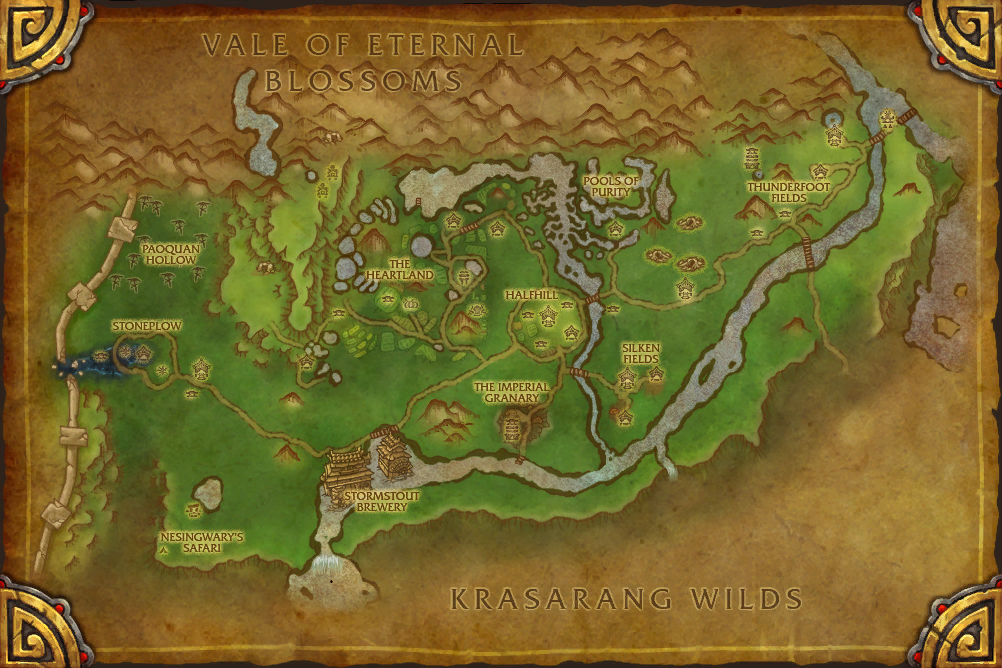 VALE OF ETERNAL
BLOSSOMS
POOLS OF
PURITY
THUNDERFOOT
FIELDS
PAOQUAN
HOLLOW
THE
HEARTLAND
HALFHILL
STONEPLOW
SILKEN
FIELDS
THE IMPERIAL
GRANARY
STORMSTOUT
BREWERY
NESINGWARY'S
SAFARI
KRASARANG WILDS